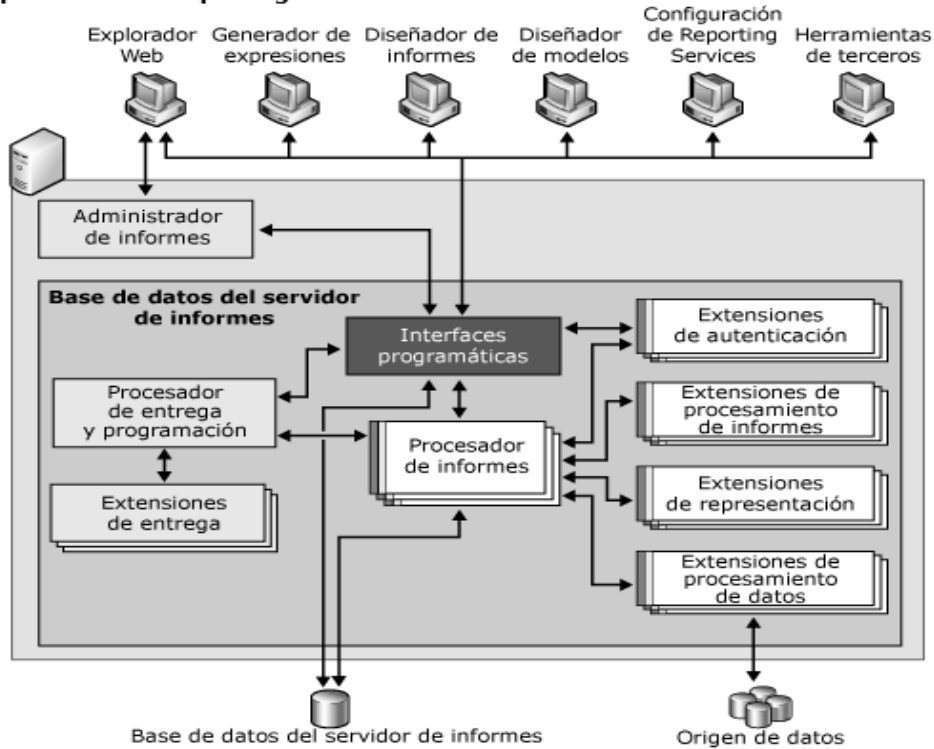 Explorador
Web
Generador de
expresiones
Diseñador de
informes
Diseñador
de modelos
Configuración
de Reporting
Services
Herramientas
de terceros
Administrador
de informes
Base de datos del servidor
de informes
Interfaces
programáticas
Extensiones
de autenticación
Procesador
de entrega
y programación
Extensiones de
procesamiento
de informes
Procesador
de informes
Extensiones
de entrega
Extensiones
de representación
Extensiones de
procesamiento
de datos
Base de datos del servidor de informes
Origen de datos